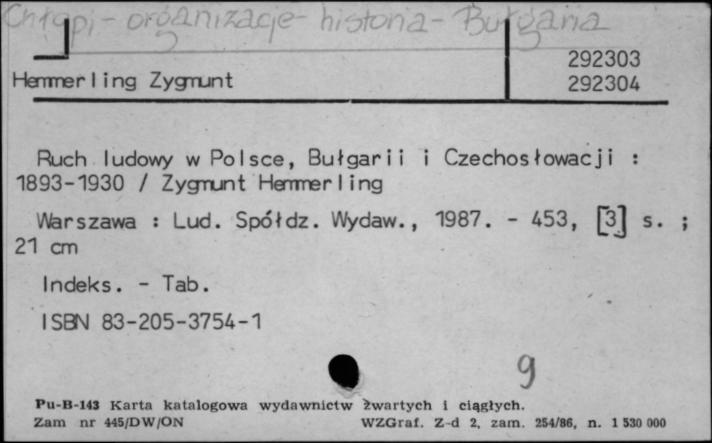 Chłopi - organizacje - historia - Bułgaria
292303
Hemmerling Zygmunt
292304
Ruch ludowy w Polsce, Bułgarii i Czechosłowacji :
1893-1930 / Zygmunt Hemmerling
Warszawa : Lud. Spółdz. Wydaw., 1987. - 453, [3] s. ;
21 cm
Indeks. - Tab.
ISBN 83-205-3754-1
9
Pu-B-143 Karta katalogowa wydawnictw zwartych i ciągłych.
Zam nr 445/DW/ON WZGraf. Z-d 2, zam. 254/86, n. 1 530 000